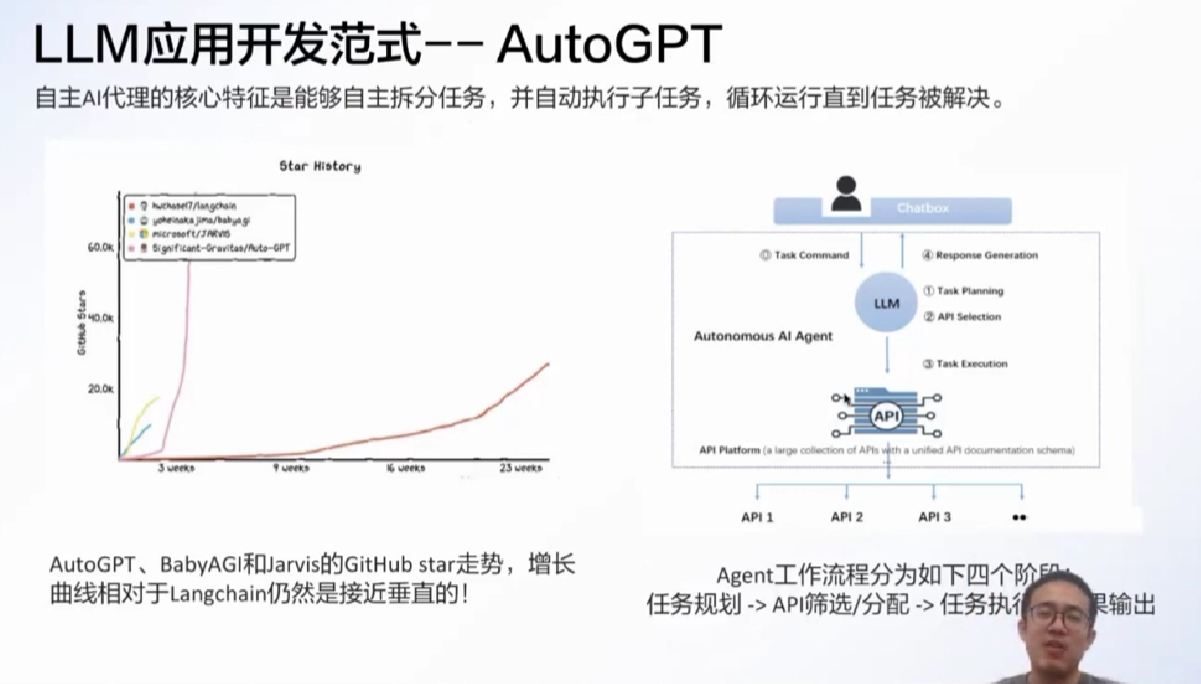 LLM应用开发范式-- AutoGPT
自主AI代理的核心特征是能够自主拆分任务，并自动执行子任务，循环运行直到任务被解决。
Star History
hwchase17/langchain
yoheinakajima/babyagi
microsoft/JARVIS
Significant-Gravitas/Auto-GPT
GitHub Stars
60.0k
40.0k
20.0k
3 weeks
9 weeks
16 weeks
23 weeks
AutoGPT、BabyAGI和Jarvis的GitHub star走势，增长
曲线相对于Langchain仍然是接近垂直的！
Chatbox
⓪ Task Command
④ Response Generation
LLM
① Task Planning
② API Selection
Autonomous AI Agent
③ Task Execution
API
API Platform (a large collection of APIs with a unified API documentation schema)
API 1
API 2
API 3
••
Agent工作流程分为如下四个阶段：
任务规划 -> API筛选/分配 -> 任务执行 果输出